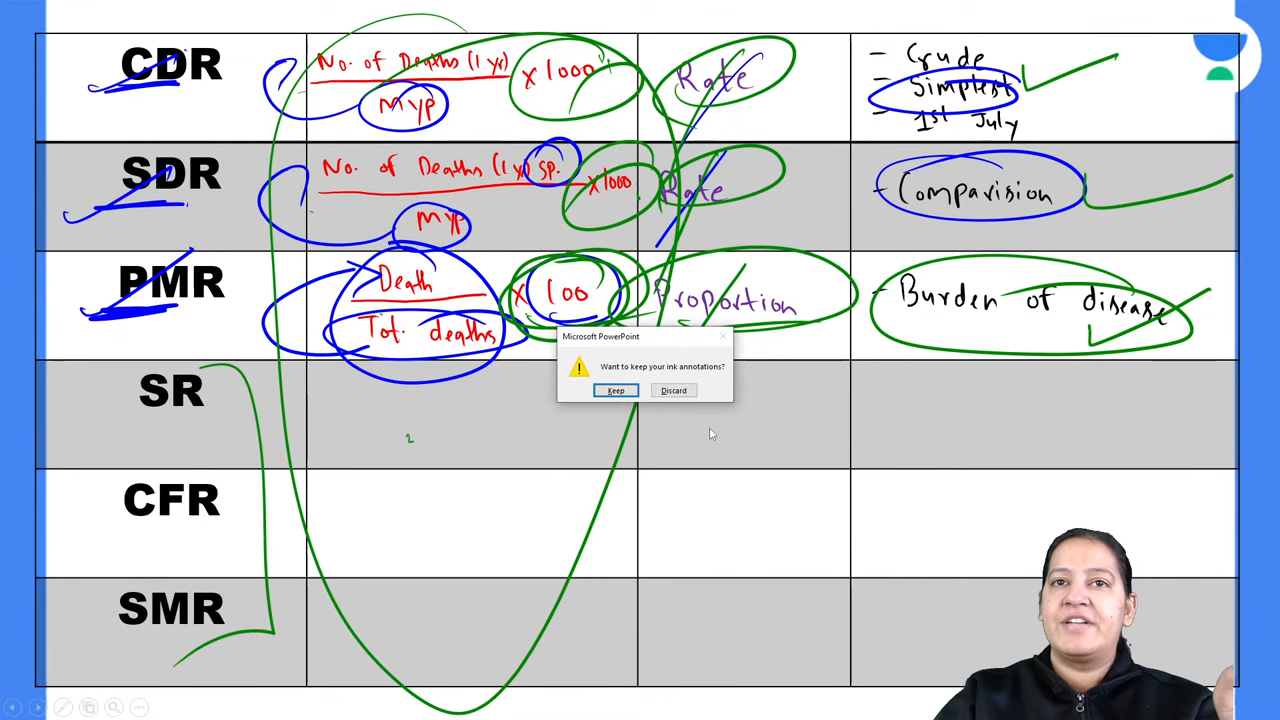 CDR
No. of Deaths (1 yr)
Myp
x 1000
Rate
- Crude
- Simplest
- 1st July
SDR
No. of Deaths (1 y) sp.
Myp
x 1000
Rate
- Comparision
PMR
Death
Tot. deaths
x 100
Proportion
- Burden of disease
Microsoft PowerPoint
Want to keep your ink annotations?
Keep
Discard
SR
2
CFR
SMR